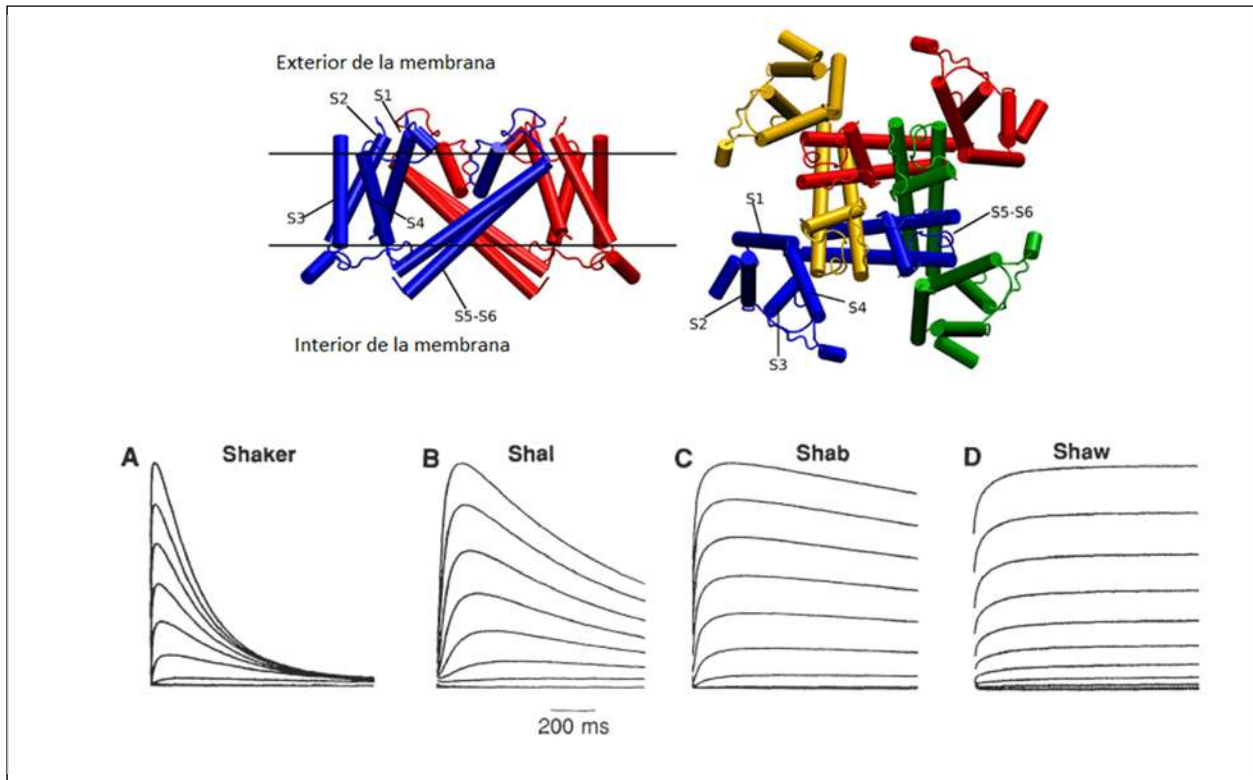 Exterior de la membrana
S2
S1
S3
S4
S5-S6
Interior de la membrana
S1
S5-S6
S4
S2
S3
A Shaker
B Shal
C Shab
D Shaw
200 ms